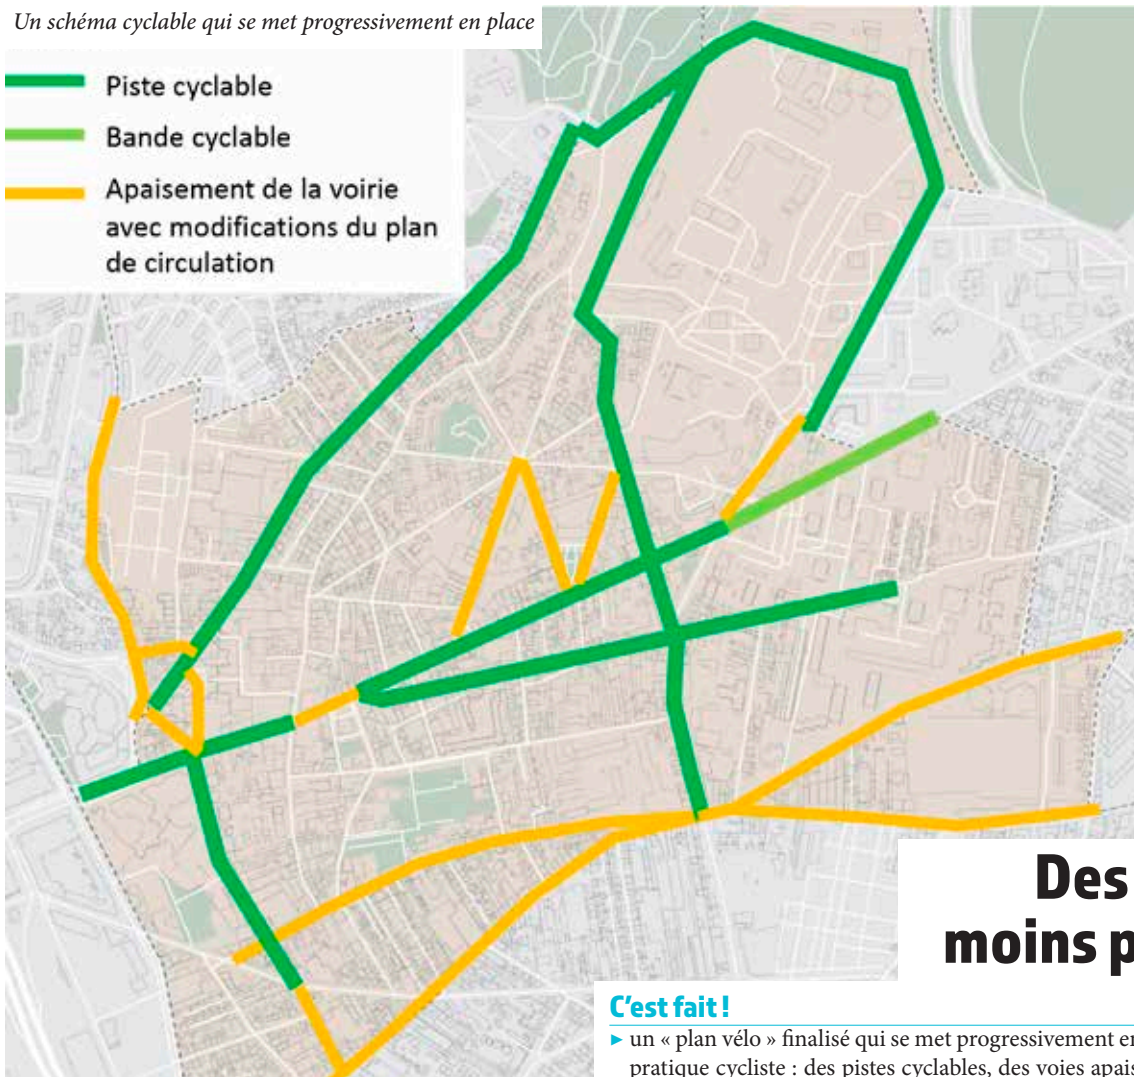 Un schéma cyclable qui se met progressivement en place
Piste cyclable
Bande cyclable
Apaisement de la voirie
avec modifications du plan
de circulation
Des
moins p
C'est fait !
► un « plan vélo » finalisé qui se met progressivement en
pratique cycliste : des pistes cyclables, des voies apais